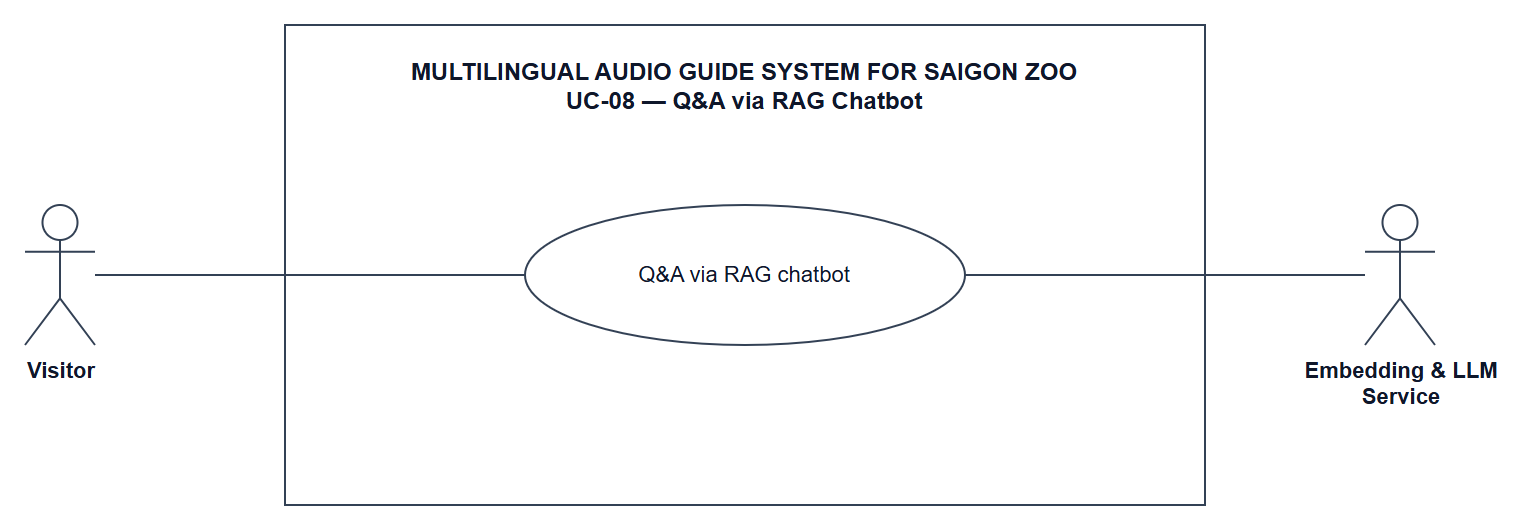 MULTILINGUAL AUDIO GUIDE SYSTEM FOR SAIGON ZOO
UC-08 — Q&A via RAG Chatbot
Q&A via RAG chatbot
Visitor
Embedding & LLM
Service